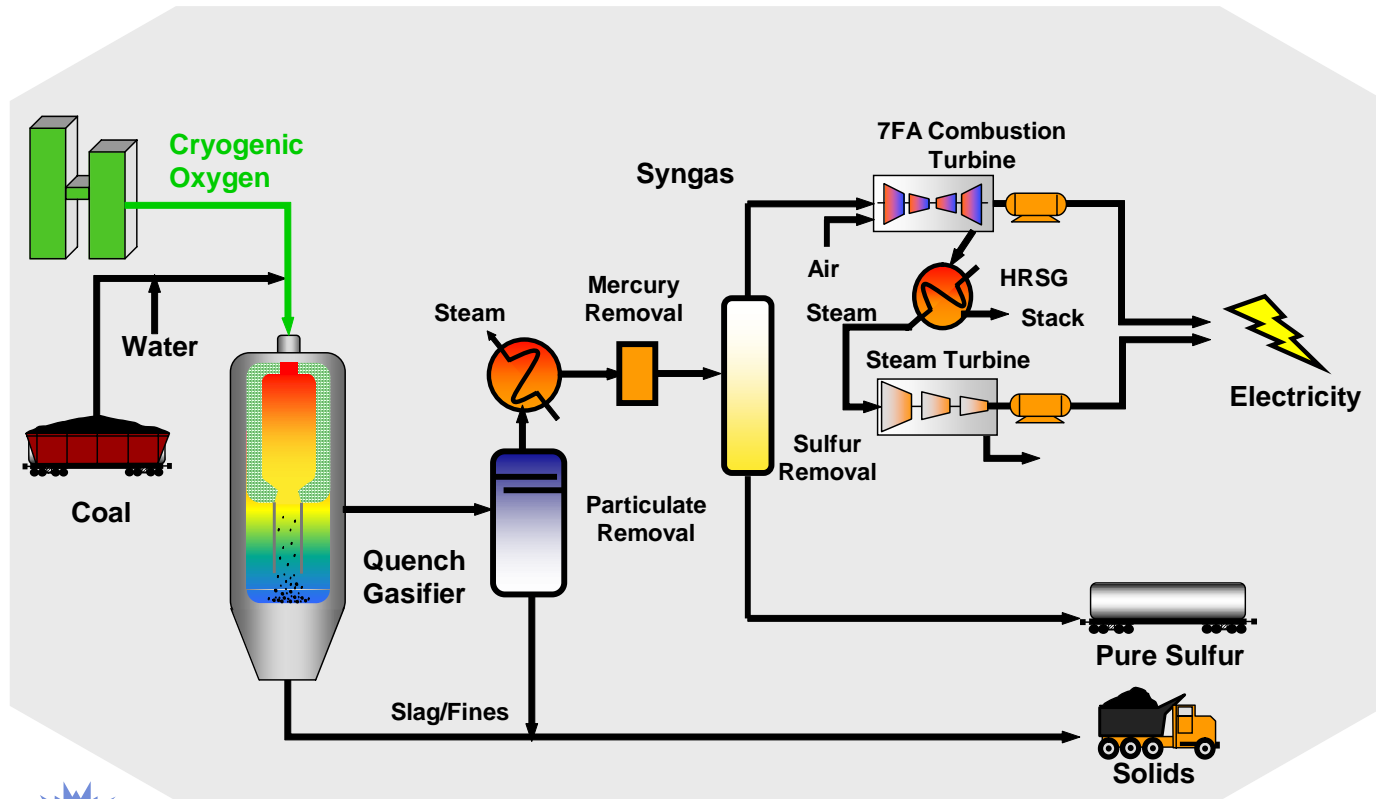 Cryogenic
Oxygen
Water
Coal
Quench
Gasifier
Slag/Fines
Steam
Particulate
Removal
Mercury
Removal
Syngas
Sulfur
Removal
7FA Combustion
Turbine
Air
HRSG
Steam
Stack
Steam Turbine
Electricity
Pure Sulfur
Solids